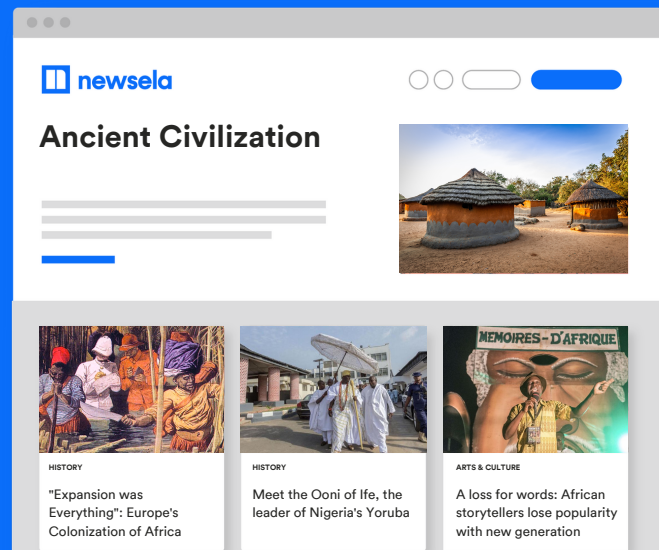 newsela
Ancient Civilization
MEMOIRES-D'AFRIQUE
HISTORY
"Expansion was
Everything": Europe's
Colonization of Africa
HISTORY
Meet the Ooni of Ife, the
leader of Nigeria's Yoruba
ARTS & CULTURE
A loss for words: African
storytellers lose popularity
with new generation